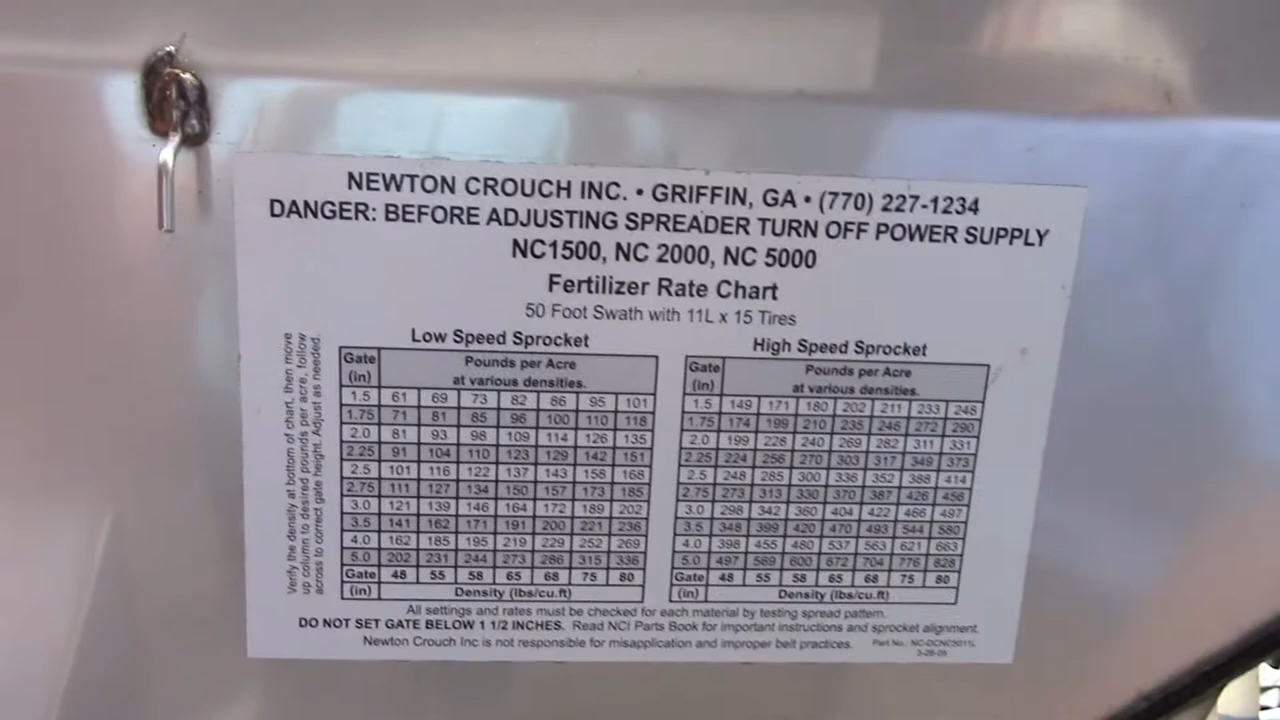 NEWTON CROUCH INC. • GRIFFIN, GA • (770) 227-1234
DANGER: BEFORE ADJUSTING SPREADER TURN OFF POWER SUPPLY
NC1500, NC 2000, NC 5000
Fertilizer Rate Chart
50 Foot Swath with 11L x 15 Tires
Verify the density at bottom of chart, then move
up column to desired pounds per acre, follow
across to correct gate height. Adjust as needed.
Low Speed Sprocket
Gate (in) Pounds per Acre
at various densities.
1.5 61 69 73 82 86 95 101
1.75 71 81 85 96 100 110 118
2.0 81 93 98 109 114 126 135
2.25 91 104 110 123 129 142 151
2.5 101 116 122 137 143 158 168
2.75 111 127 134 150 157 173 185
3.0 121 139 146 164 172 189 202
3.5 141 162 171 191 200 221 236
4.0 162 185 195 219 229 252 269
5.0 202 231 244 273 286 315 336
Gate 48 55 58 65 68 75 80
(in) Density (lbs/cu.ft)
High Speed Sprocket
Gate (in) Pounds per Acre
at various densities.
1.5 149 171 180 202 211 233 248
1.75 174 199 210 235 246 272 290
2.0 199 228 240 269 282 311 331
2.25 224 256 270 303 317 349 373
2.5 248 285 300 336 352 388 414
2.75 273 313 330 370 387 426 456
3.0 298 342 360 404 422 466 497
3.5 348 399 420 470 493 544 580
4.0 398 455 480 537 563 621 663
5.0 497 569 600 672 704 776 828
Gate 48 55 58 65 68 75 80
(in) Density (lbs/cu.ft)
All settings and rates must be checked for each material by testing spread pattern.
DO NOT SET GATE BELOW 1 1/2 INCHES. Read NCI Parts Book for important instructions and sprocket alignment.
Newton Crouch Inc is not responsible for misapplication and improper belt practices.
Part No.: NC-DCNC5011L